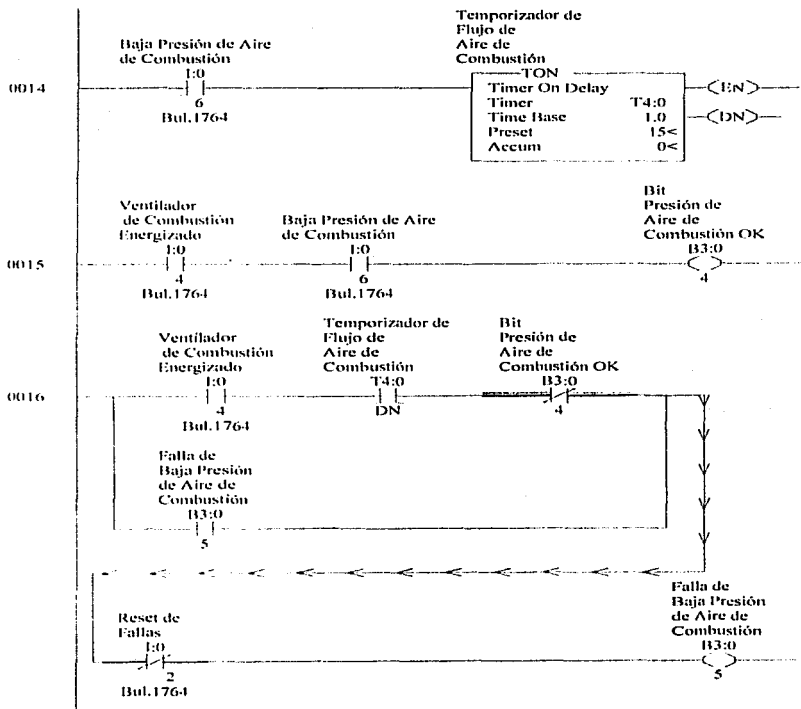 Temporizador de
Flujo de
Aire de
Combustión
Baja Presión de Aire
de Combustión
I:0
6
Bul.1764
0014
TON
Timer On Delay
Timer T4:0
Time Base 1.0
Preset 15<
Accum 0<
EN
DN
Ventilador
de Combustión
Energizado
I:0
4
Bul.1764
Baja Presión de Aire
de Combustión
I:0
6
Bul.1764
Bit
Presión de
Aire de
Combustión OK
B3:0
4
0015
Ventilador
de Combustión
Energizado
I:0
4
Bul.1764
Temporizador de
Flujo de
Aire de
Combustión
T4:0
DN
Bit
Presión de
Aire de
Combustión OK
B3:0
4
0016
Falla de
Baja Presión
de Aire de
Combustión
B3:0
5
Reset de
Fallas
I:0
2
Bul.1764
Falla de
Baja Presión
de Aire de
Combustión
B3:0
5